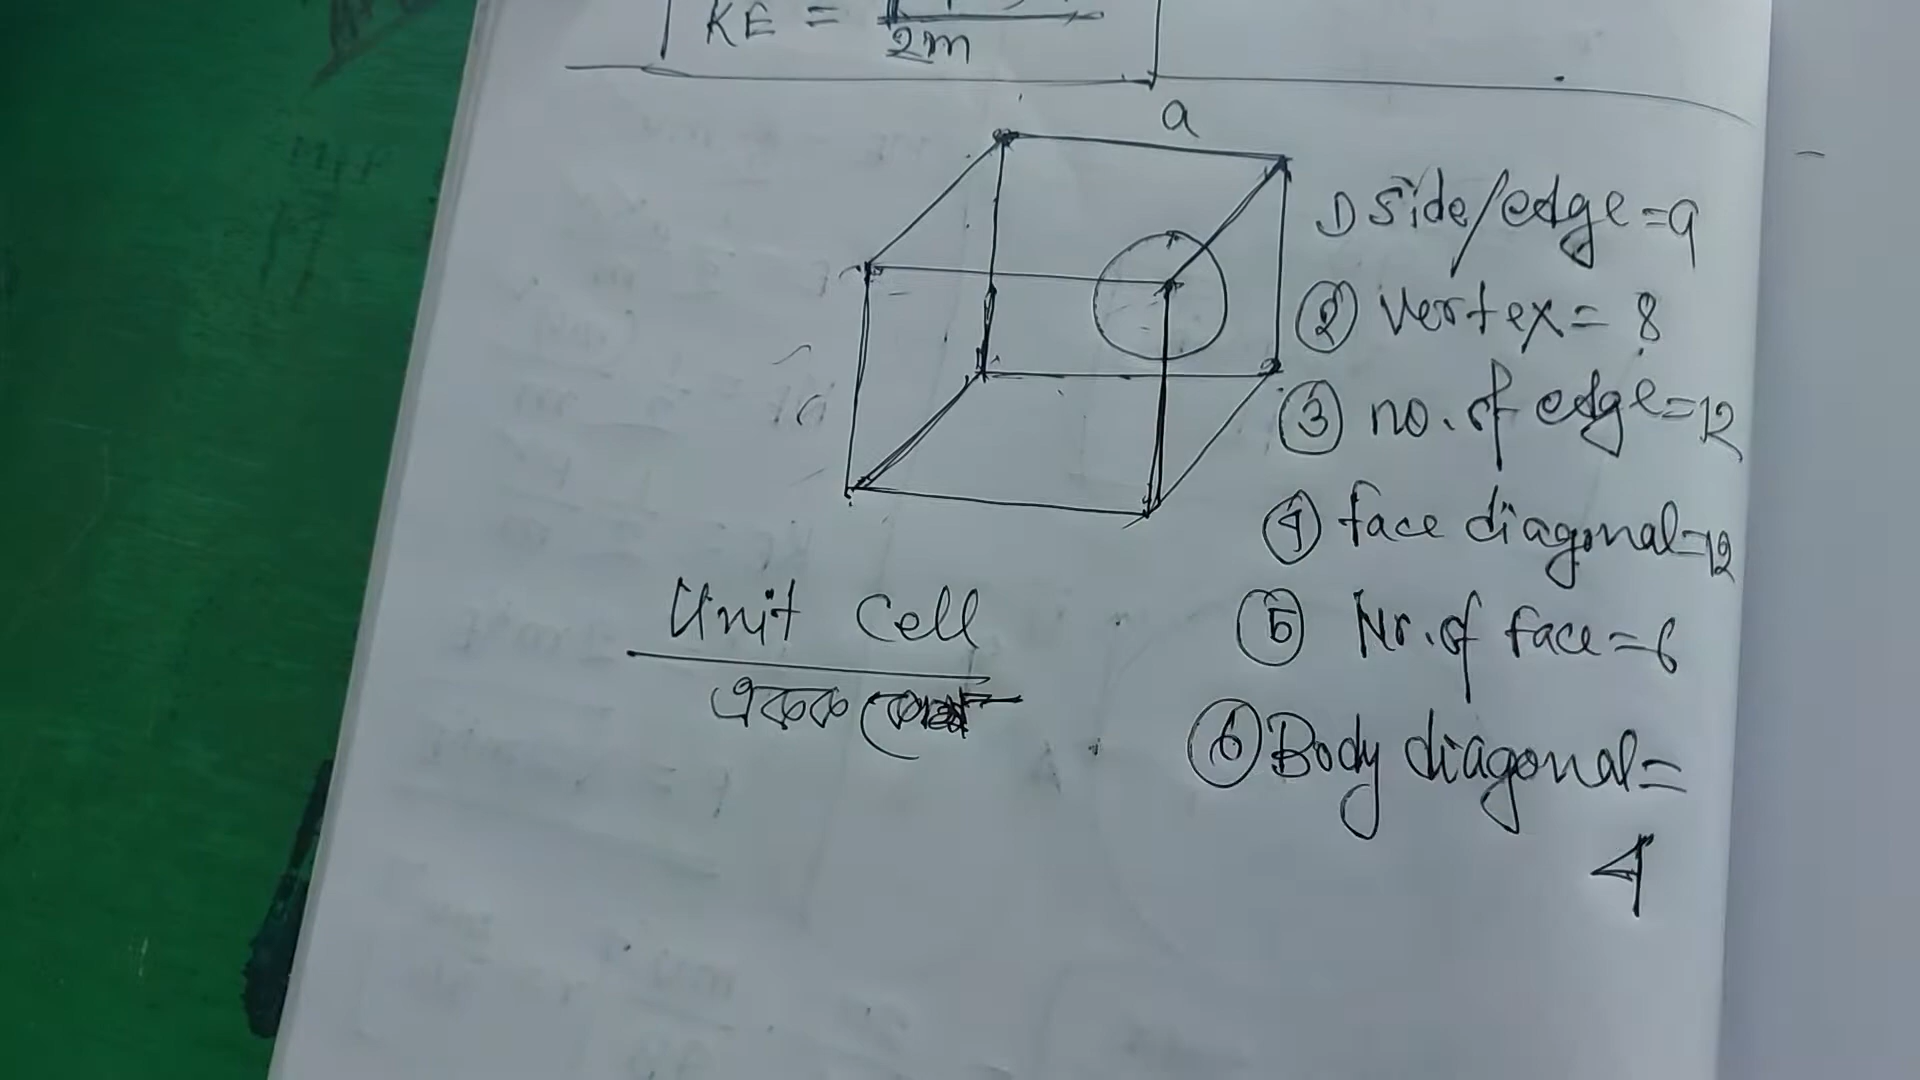 KE =
2m
a
1) side/edge=a
② vertex= 8
③ no. of edge=12
④ face diagonal=12
Unit Cell
⑤ Nr. of face=6
একক
⑥ Body diagonal=
4